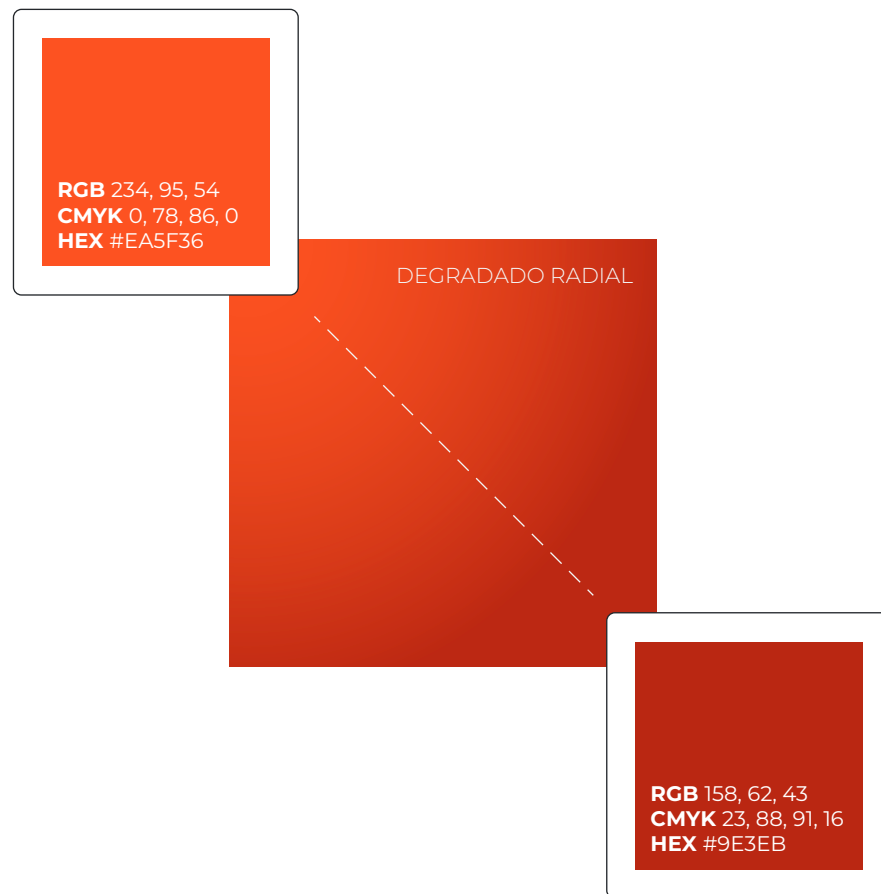 RGB 234, 95, 54
CMYK 0, 78, 86, 0
HEX #EA5F36
DEGRADADO RADIAL
RGB 158, 62, 43
CMYK 23, 88, 91, 16
HEX #9E3EB